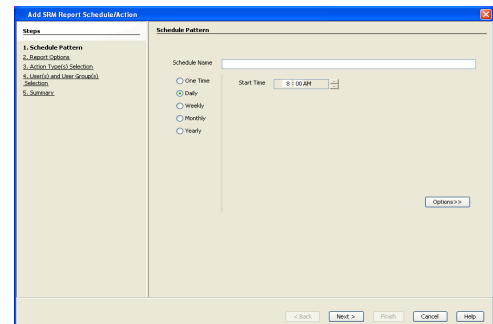 Add SRM Report Schedule/Action
Steps
1. Schedule Pattern
2. Report Options
3. Action Type(s) Selection
4. User(s) and User Group(s)
Selection
5. Summary
Schedule Pattern
Schedule Name
One Time
Daily
Weekly
Monthly
Yearly
Start Time 8 : 00 AM
Options>>
< Back Next > Finish Cancel Help